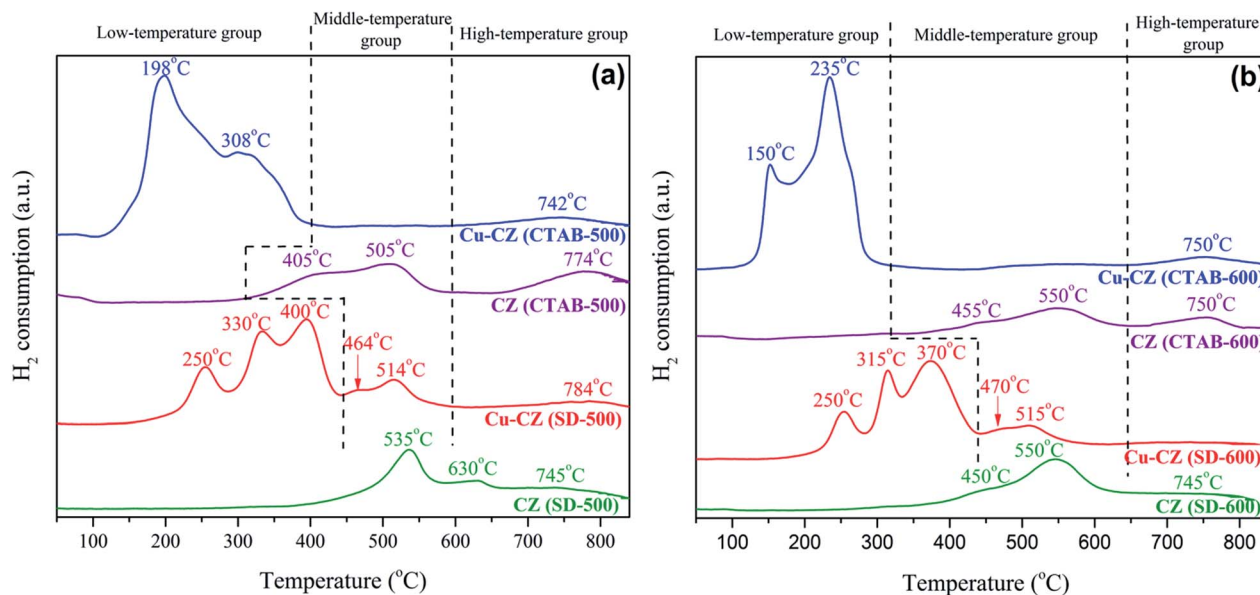 Low-temperature group
Middle-temperature
group
High-temperature group
(a)
198°C
308°C
742°C
Cu-CZ (CTAB-500)
405°C
505°C
774°C
CZ (CTAB-500)
250°C
330°C
400°C
464°C
514°C
784°C
Cu-CZ (SD-500)
535°C
630°C
745°C
CZ (SD-500)
H₂ consumption (a.u.)
100 200 300 400 500 600 700 800
Temperature (°C)
Low-temperature group
Middle-temperature group
High-temperature
group
(b)
150°C
235°C
750°C
Cu-CZ (CTAB-600)
455°C
550°C
750°C
CZ (CTAB-600)
250°C
315°C
370°C
470°C
515°C
Cu-CZ (SD-600)
450°C
550°C
745°C
CZ (SD-600)
H₂ consumption (a.u.)
100 200 300 400 500 600 700 800
Temperature (°C)